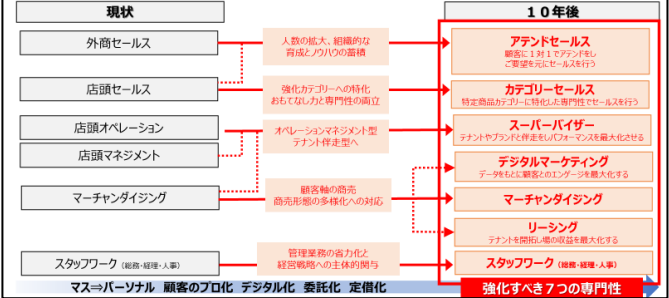 現状
10年後
外商セールス
人数の拡大、組織的な
育成とノウハウの蓄積
アテンドセールス
顧客に1対1でアテンドをし
ご要望を元にセールスを行う
店頭セールス
強化カテゴリーへの特化
おもてなし力と専門性の両立
カテゴリーセールス
特定商品カテゴリーに特化した専門性でセールスを行う
店頭オペレーション
店頭マネジメント
オペレーションマネジメント型
テナント伴走型へ
スーパーバイザー
テナントやブランドと伴走をしパフォーマンスを最大化させる
デジタルマーケティング
データをもとに顧客とのエンゲージを最大化する
マーチャンダイジング
顧客軸の商売
商売形態の多様化への対応
マーチャンダイジング
リーシング
テナントを開拓し場の収益を最大化する
スタッフワーク(総務・経理・人事)
管理業務の省力化と
経営戦略への主体的関与
スタッフワーク(総務・経理・人事)
マス⇒パーソナル 顧客のプロ化 デジタル化 委託化 定借化
強化すべき7つの専門性